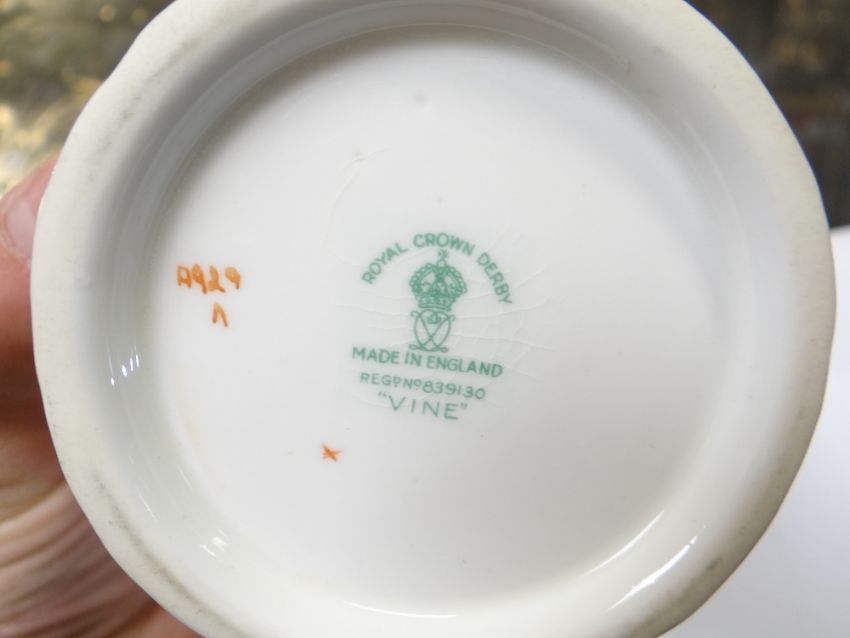 ROYAL CROWN DERBY
MADE IN ENGLAND
REGD No 839130
"VINE"
A929